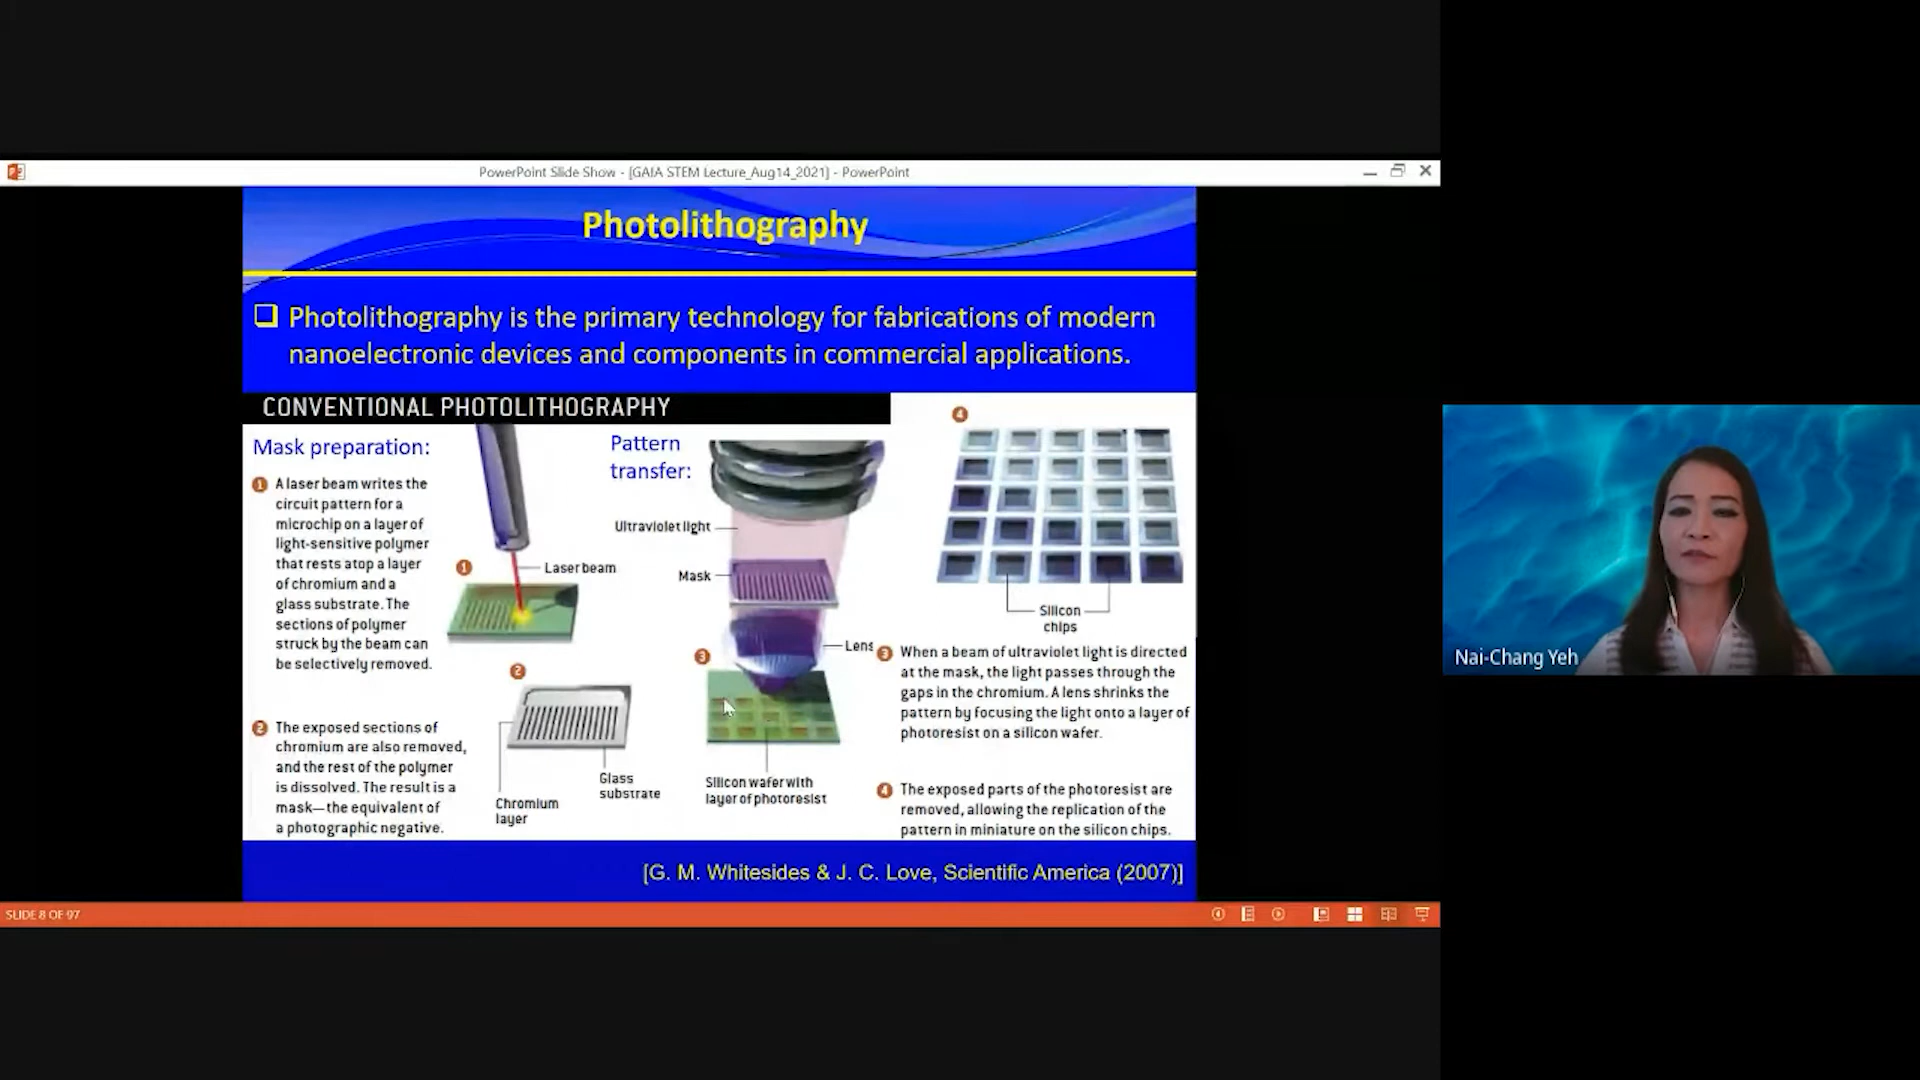 PowerPoint Slide Show - [GAIA STEM Lecture_Aug14_2021] - PowerPoint
Photolithography
Photolithography is the primary technology for fabrications of modern
nanoelectronic devices and components in commercial applications.
CONVENTIONAL PHOTOLITHOGRAPHY
Mask preparation:
1 A laser beam writes the
circuit pattern for a
microchip on a layer of
light-sensitive polymer
that rests atop a layer
of chromium and a
glass substrate. The
sections of polymer
struck by the beam can
be selectively removed.
1
Laser beam
2 The exposed sections of
chromium are also removed,
and the rest of the polymer
is dissolved. The result is a
mask—the equivalent of
a photographic negative.
2
Glass
substrate
Chromium
layer
Pattern
transfer:
Ultraviolet light
Mask
Lens
3
Silicon wafer with
layer of photoresist
4
Silicon
chips
3 When a beam of ultraviolet light is directed
at the mask, the light passes through the
gaps in the chromium. A lens shrinks the
pattern by focusing the light onto a layer of
photoresist on a silicon wafer.
4 The exposed parts of the photoresist are
removed, allowing the replication of the
pattern in miniature on the silicon chips.
[G. M. Whitesides & J. C. Love, Scientific America (2007)]
SLIDE 8 OF 97
Nai-Chang Yeh